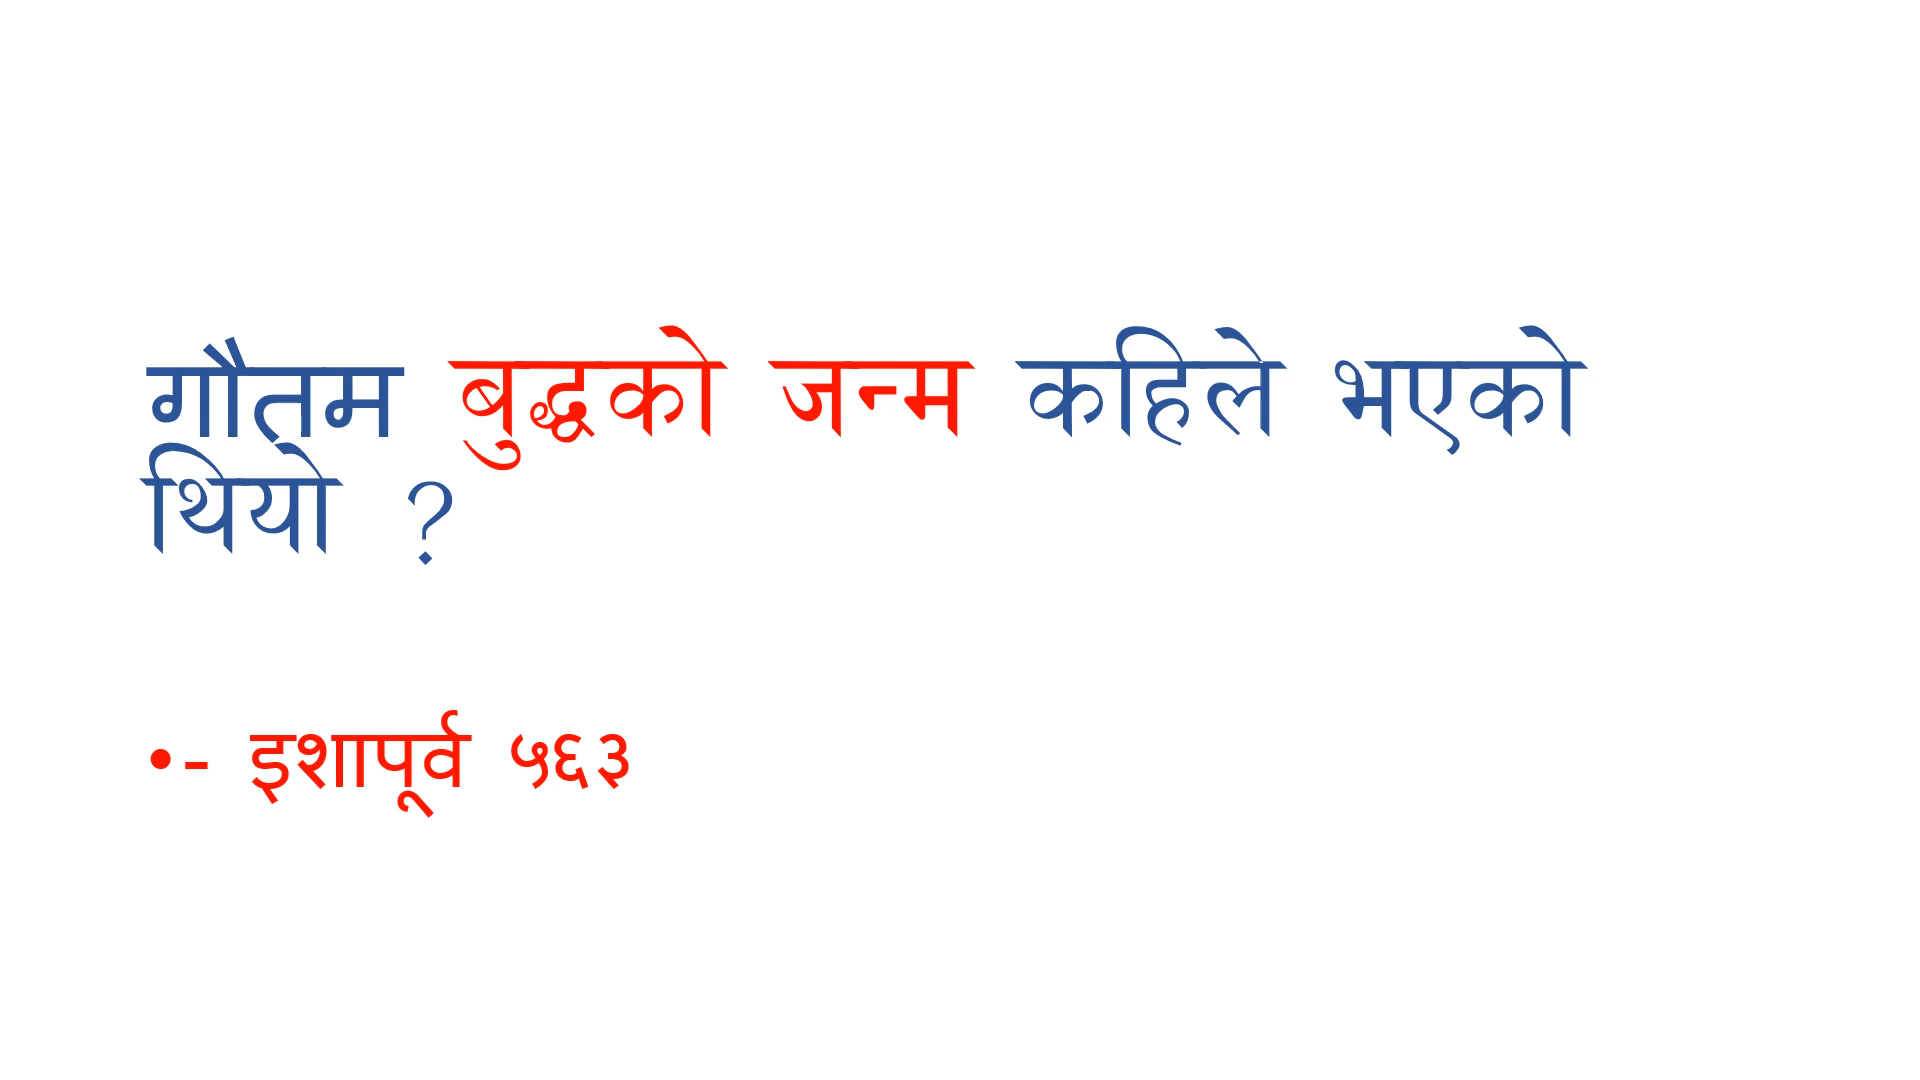 गौतम बुद्धको जन्म कहिले भएको
थियो ?
•- इशापूर्व ५६३